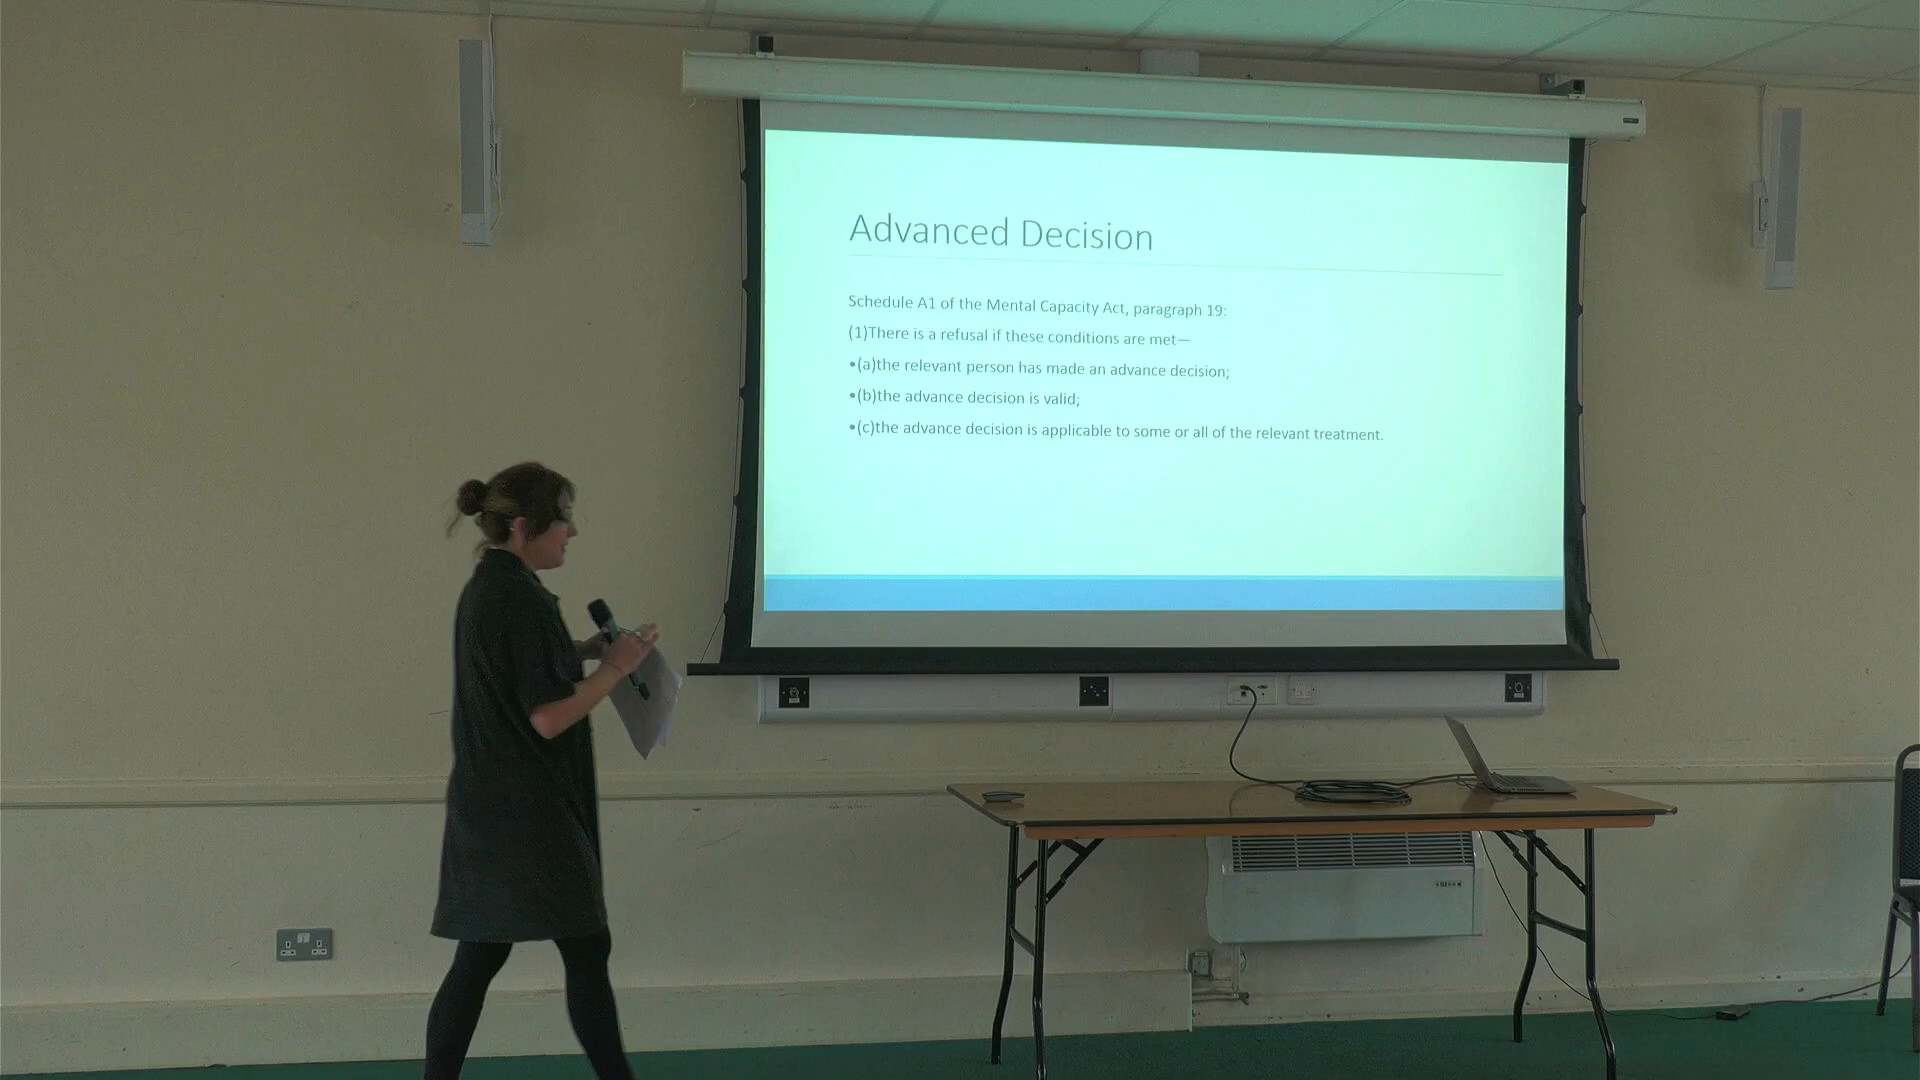 Advanced Decision
Schedule A1 of the Mental Capacity Act, paragraph 19:
(1)There is a refusal if these conditions are met—
•(a)the relevant person has made an advance decision;
•(b)the advance decision is valid;
•(c)the advance decision is applicable to some or all of the relevant treatment.